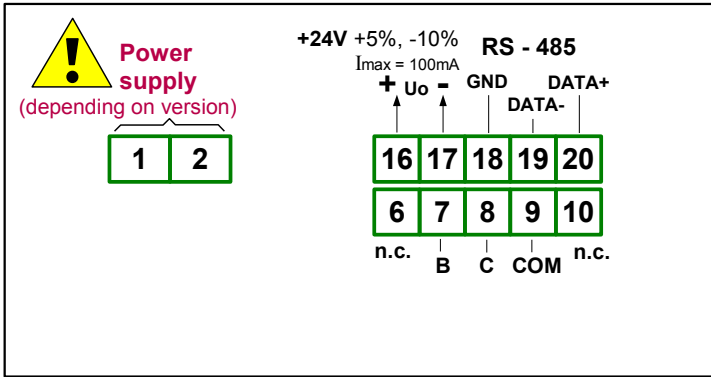 !
Power
supply
(depending on version)
1 2
+24V +5%, -10%
Imax = 100mA
+ Uo -
RS - 485
GND
DATA-
DATA+
16 17 18 19 20
6 7 8 9 10
n.c. B C COM n.c.